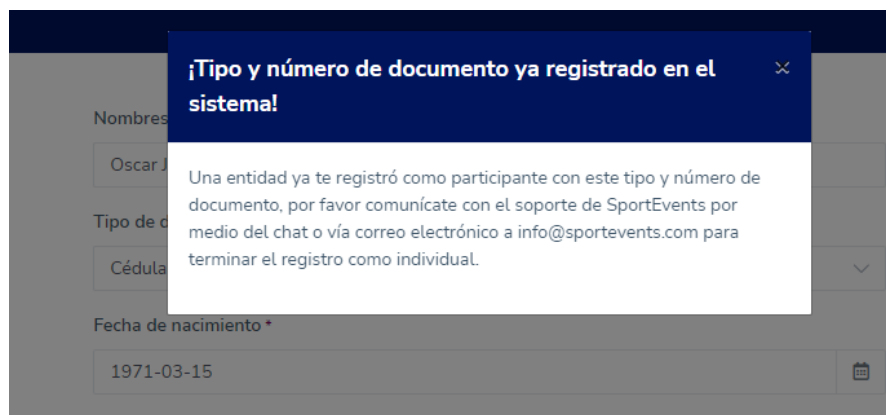 ¡Tipo y número de documento ya registrado en el
sistema!
Nombres
Oscar J
Una entidad ya te registró como participante con este tipo y número de
documento, por favor comunícate con el soporte de SportEvents por
medio del chat o vía correo electrónico a info@sportevents.com para
terminar el registro como individual.
Tipo de d
Cédula
Fecha de nacimiento *
1971-03-15